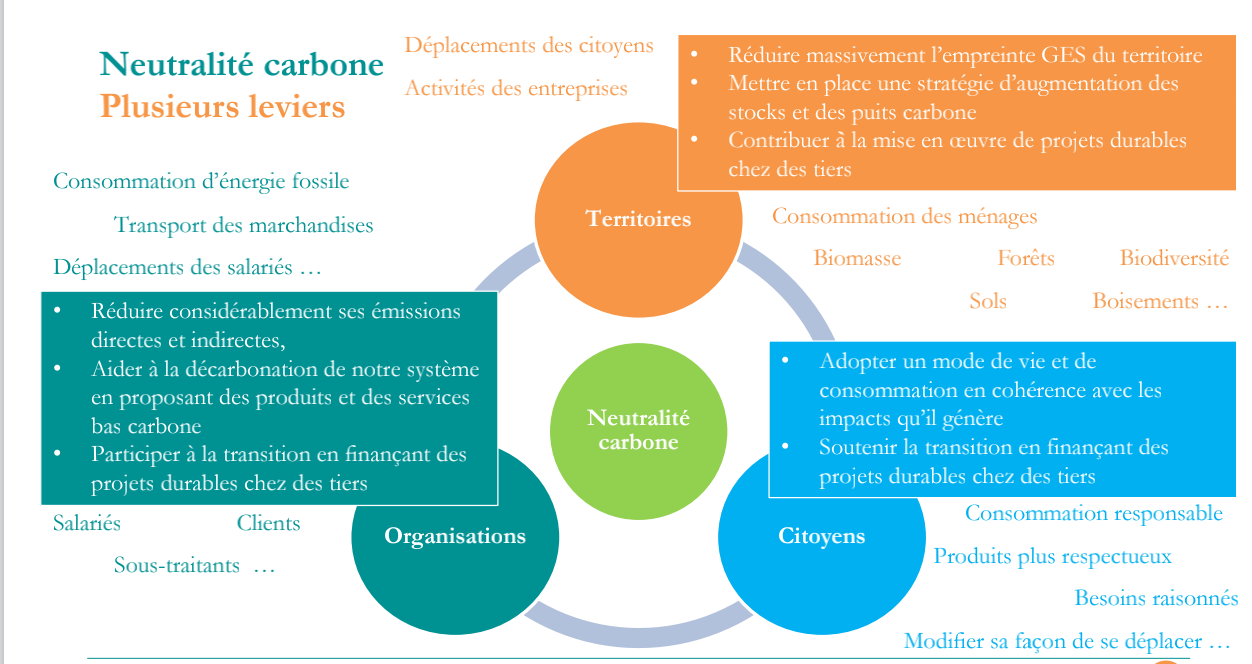 Neutralité carbone
Plusieurs leviers
Déplacements des citoyens
Activités des entreprises
• Réduire massivement l’empreinte GES du territoire
• Mettre en place une stratégie d’augmentation des
stocks et des puits carbone
• Contribuer à la mise en œuvre de projets durables
chez des tiers
Territoires
Consommation des ménages
Biomasse Forêts Biodiversité
Sols Boisements …
Consommation d’énergie fossile
Transport des marchandises
Déplacements des salariés …
• Réduire considérablement ses émissions
directes et indirectes,
• Aider à la décarbonation de notre système
en proposant des produits et des services
bas carbone
• Participer à la transition en finançant des
projets durables chez des tiers
Organisations
Salariés Clients
Sous-traitants …
Neutralité
carbone
• Adopter un mode de vie et de
consommation en cohérence avec les
impacts qu’il génère
• Soutenir la transition en finançant des
projets durables chez des tiers
Citoyens
Consommation responsable
Produits plus respectueux
Besoins raisonnés
Modifier sa façon de se déplacer …